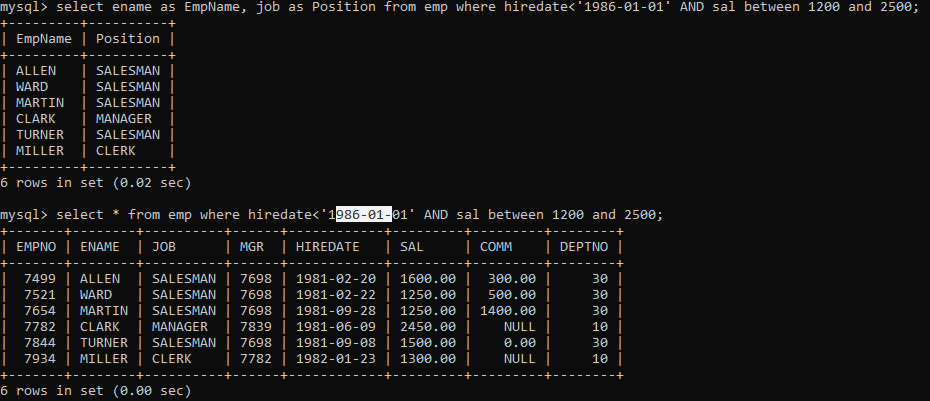 mysql> select ename as EmpName, job as Position from emp where hiredate<'1986-01-01' AND sal between 1200 and 2500;
+---------+----------+
| EmpName | Position |
+---------+----------+
| ALLEN   | SALESMAN |
| WARD    | SALESMAN |
| MARTIN  | SALESMAN |
| CLARK   | MANAGER  |
| TURNER  | SALESMAN |
| MILLER  | CLERK    |
+---------+----------+
6 rows in set (0.02 sec)
mysql> select * from emp where hiredate<'1986-01-01' AND sal between 1200 and 2500;
+-------+--------+----------+------+------------+---------+---------+--------+
| EMPNO | ENAME  | JOB      | MGR  | HIREDATE   | SAL     | COMM    | DEPTNO |
+-------+--------+----------+------+------------+---------+---------+--------+
|  7499 | ALLEN  | SALESMAN | 7698 | 1981-02-20 | 1600.00 |  300.00 |     30 |
|  7521 | WARD   | SALESMAN | 7698 | 1981-02-22 | 1250.00 |  500.00 |     30 |
|  7654 | MARTIN | SALESMAN | 7698 | 1981-09-28 | 1250.00 | 1400.00 |     30 |
|  7782 | CLARK  | MANAGER  | 7839 | 1981-06-09 | 2450.00 |    NULL |     10 |
|  7844 | TURNER | SALESMAN | 7698 | 1981-09-08 | 1500.00 |    0.00 |     30 |
|  7934 | MILLER | CLERK    | 7782 | 1982-01-23 | 1300.00 |    NULL |     10 |
+-------+--------+----------+------+------------+---------+---------+--------+
6 rows in set (0.00 sec)